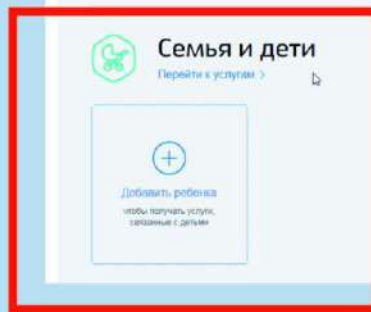 Семья и дети
Перейти к услугам >
Добавить ребенка
чтобы получать услуги,
связанные с детьми